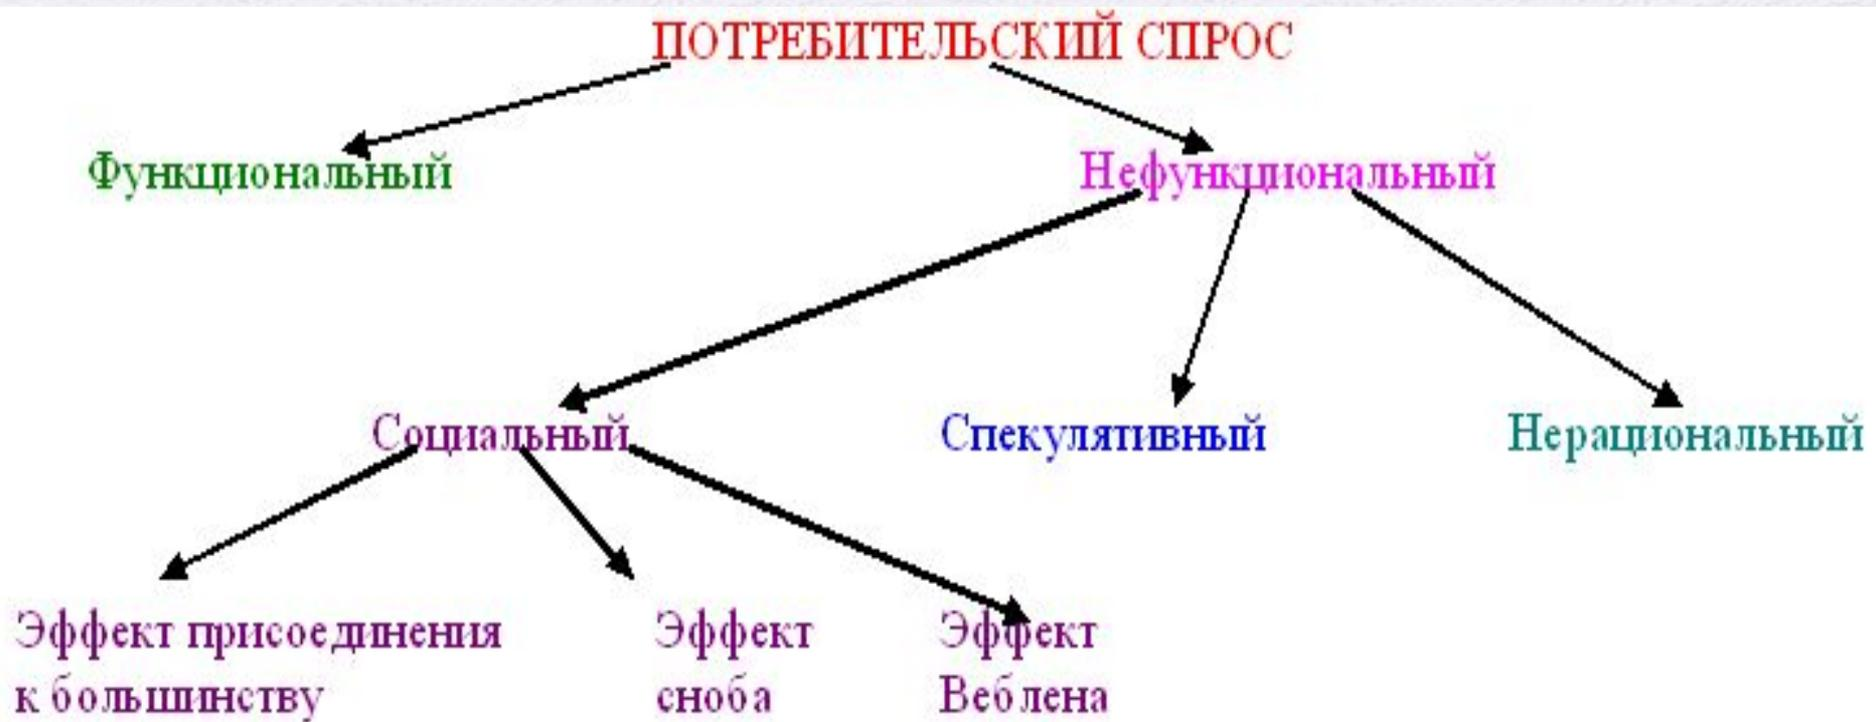 ПОТРЕБИТЕЛЬСКИЙ СПРОС
Функциональный
Нефункциональный
Социальный
Спекулятивный
Нерациональный
Эффект присоединения
к большинству
Эффект
сноба
Эффект
Веблена